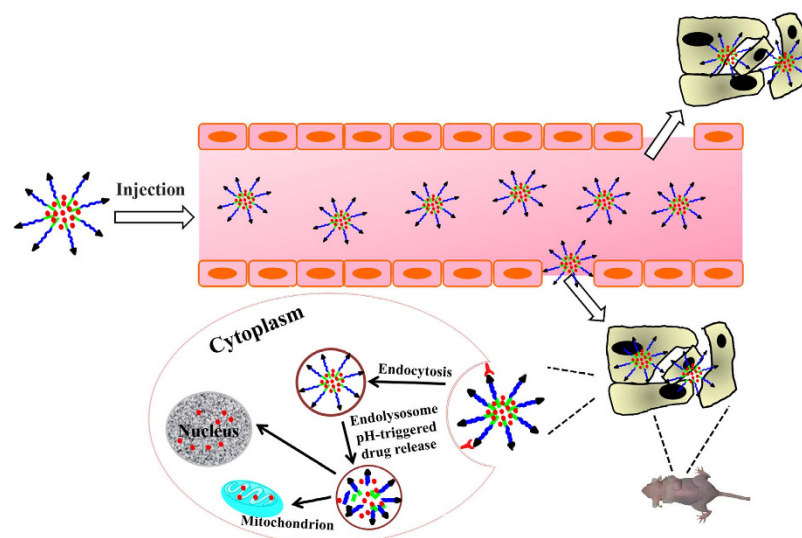 Injection
Cytoplasm
Endocytosis
Endolysosome
pH-triggered
drug release
Nucleus
Mitochondrion